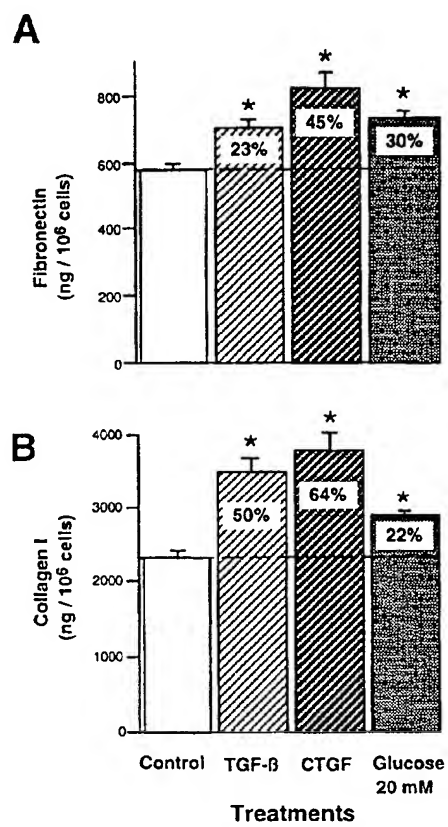 A
Fibronectin
(ng / 10⁶ cells)
800
600
400
200
0
*
*
*
23%
45%
30%
B
Collagen I
(ng / 10⁶ cells)
4000
3000
2000
1000
0
*
*
*
50%
64%
22%
Control TGF-ß CTGF Glucose
20 mM
Treatments